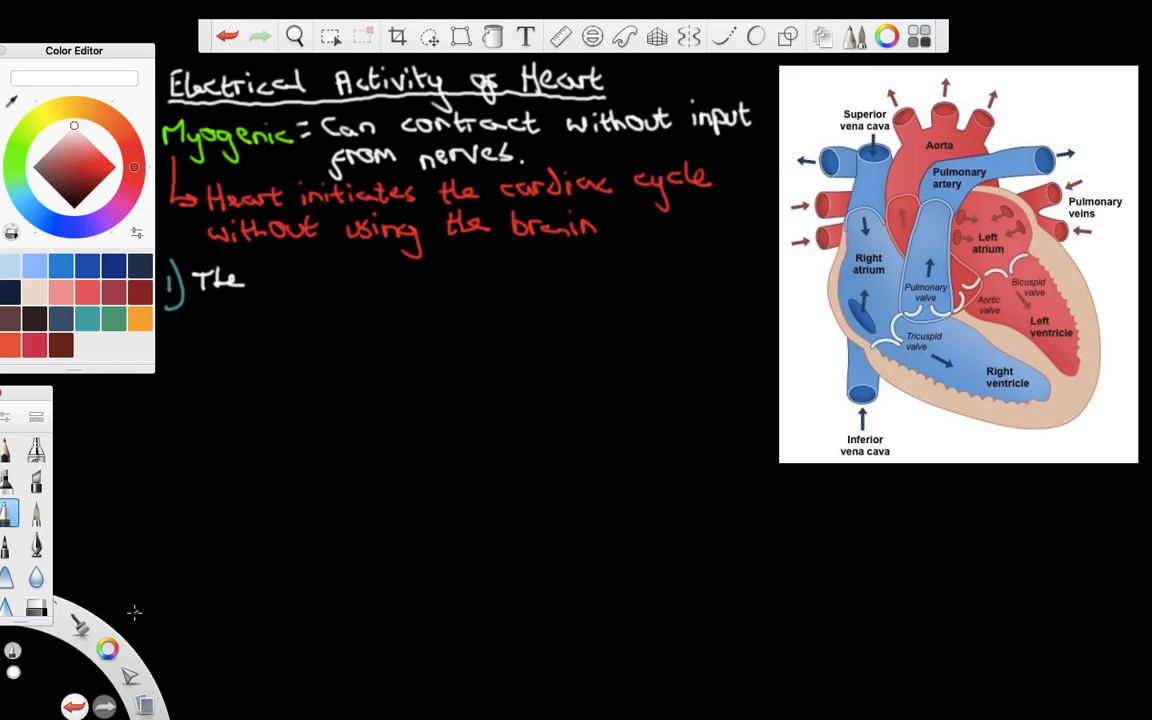 Color Editor
Electrical Activity of Heart
Myogenic = Can contract without input
from nerves.
Heart initiates the cardiac cycle
without using the brain
1) The
Superior
vena cava
Aorta
Pulmonary
artery
Pulmonary
veins
Left
atrium
Right
atrium
Pulmonary
valve
Aortic
valve
Bicuspid
valve
Left
ventricle
Tricuspid
valve
Right
ventricle
Inferior
vena cava
T